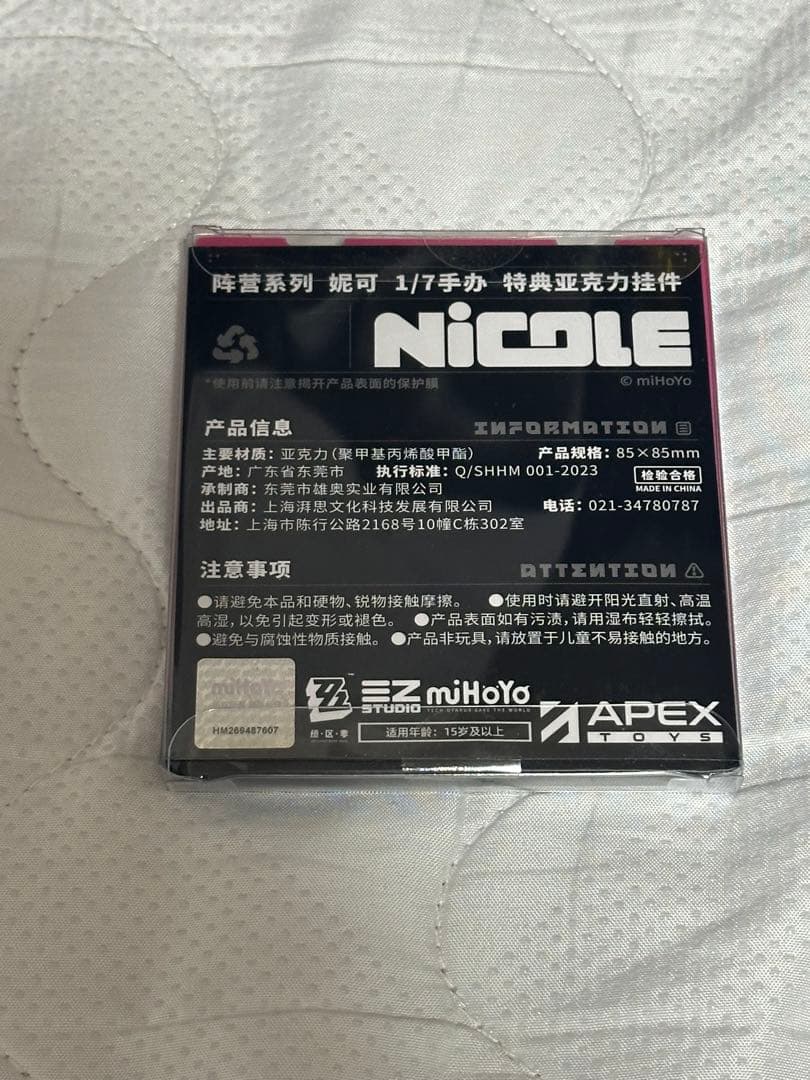 阵营系列 妮可 1/7手办 特典亚克力挂件
NiCOLE
*使用前请注意揭开产品表面的保护膜
© miHoYo
产品信息 INFORMATION
主要材质：亚克力（聚甲基丙烯酸甲酯） 产品规格：85×85mm
产地：广东省东莞市 执行标准：Q/SHHM 001-2023 检验合格
MADE IN CHINA
承制商：东莞市雄奥实业有限公司
出品商：上海湃思文化科技发展有限公司 电话：021-34780787
地址：上海市陈行公路2168号10幢C栋302室
注意事项 ATTENTION
●请避免本品和硬物、锐物接触摩擦。 ●使用时请避开阳光直射、高温
高湿，以免引起变形或褪色。 ●产品表面如有污渍，请用湿布轻轻擦拭。
●避免与腐蚀性物质接触。 ●产品非玩具，请放置于儿童不易接触的地方。
miHoYo
HM269487607
绝·区·零
EZ STUDIO
miHoYo
TECH OTAKUS SAVE THE WORLD
适用年龄：15岁及以上
APEX
TOYS